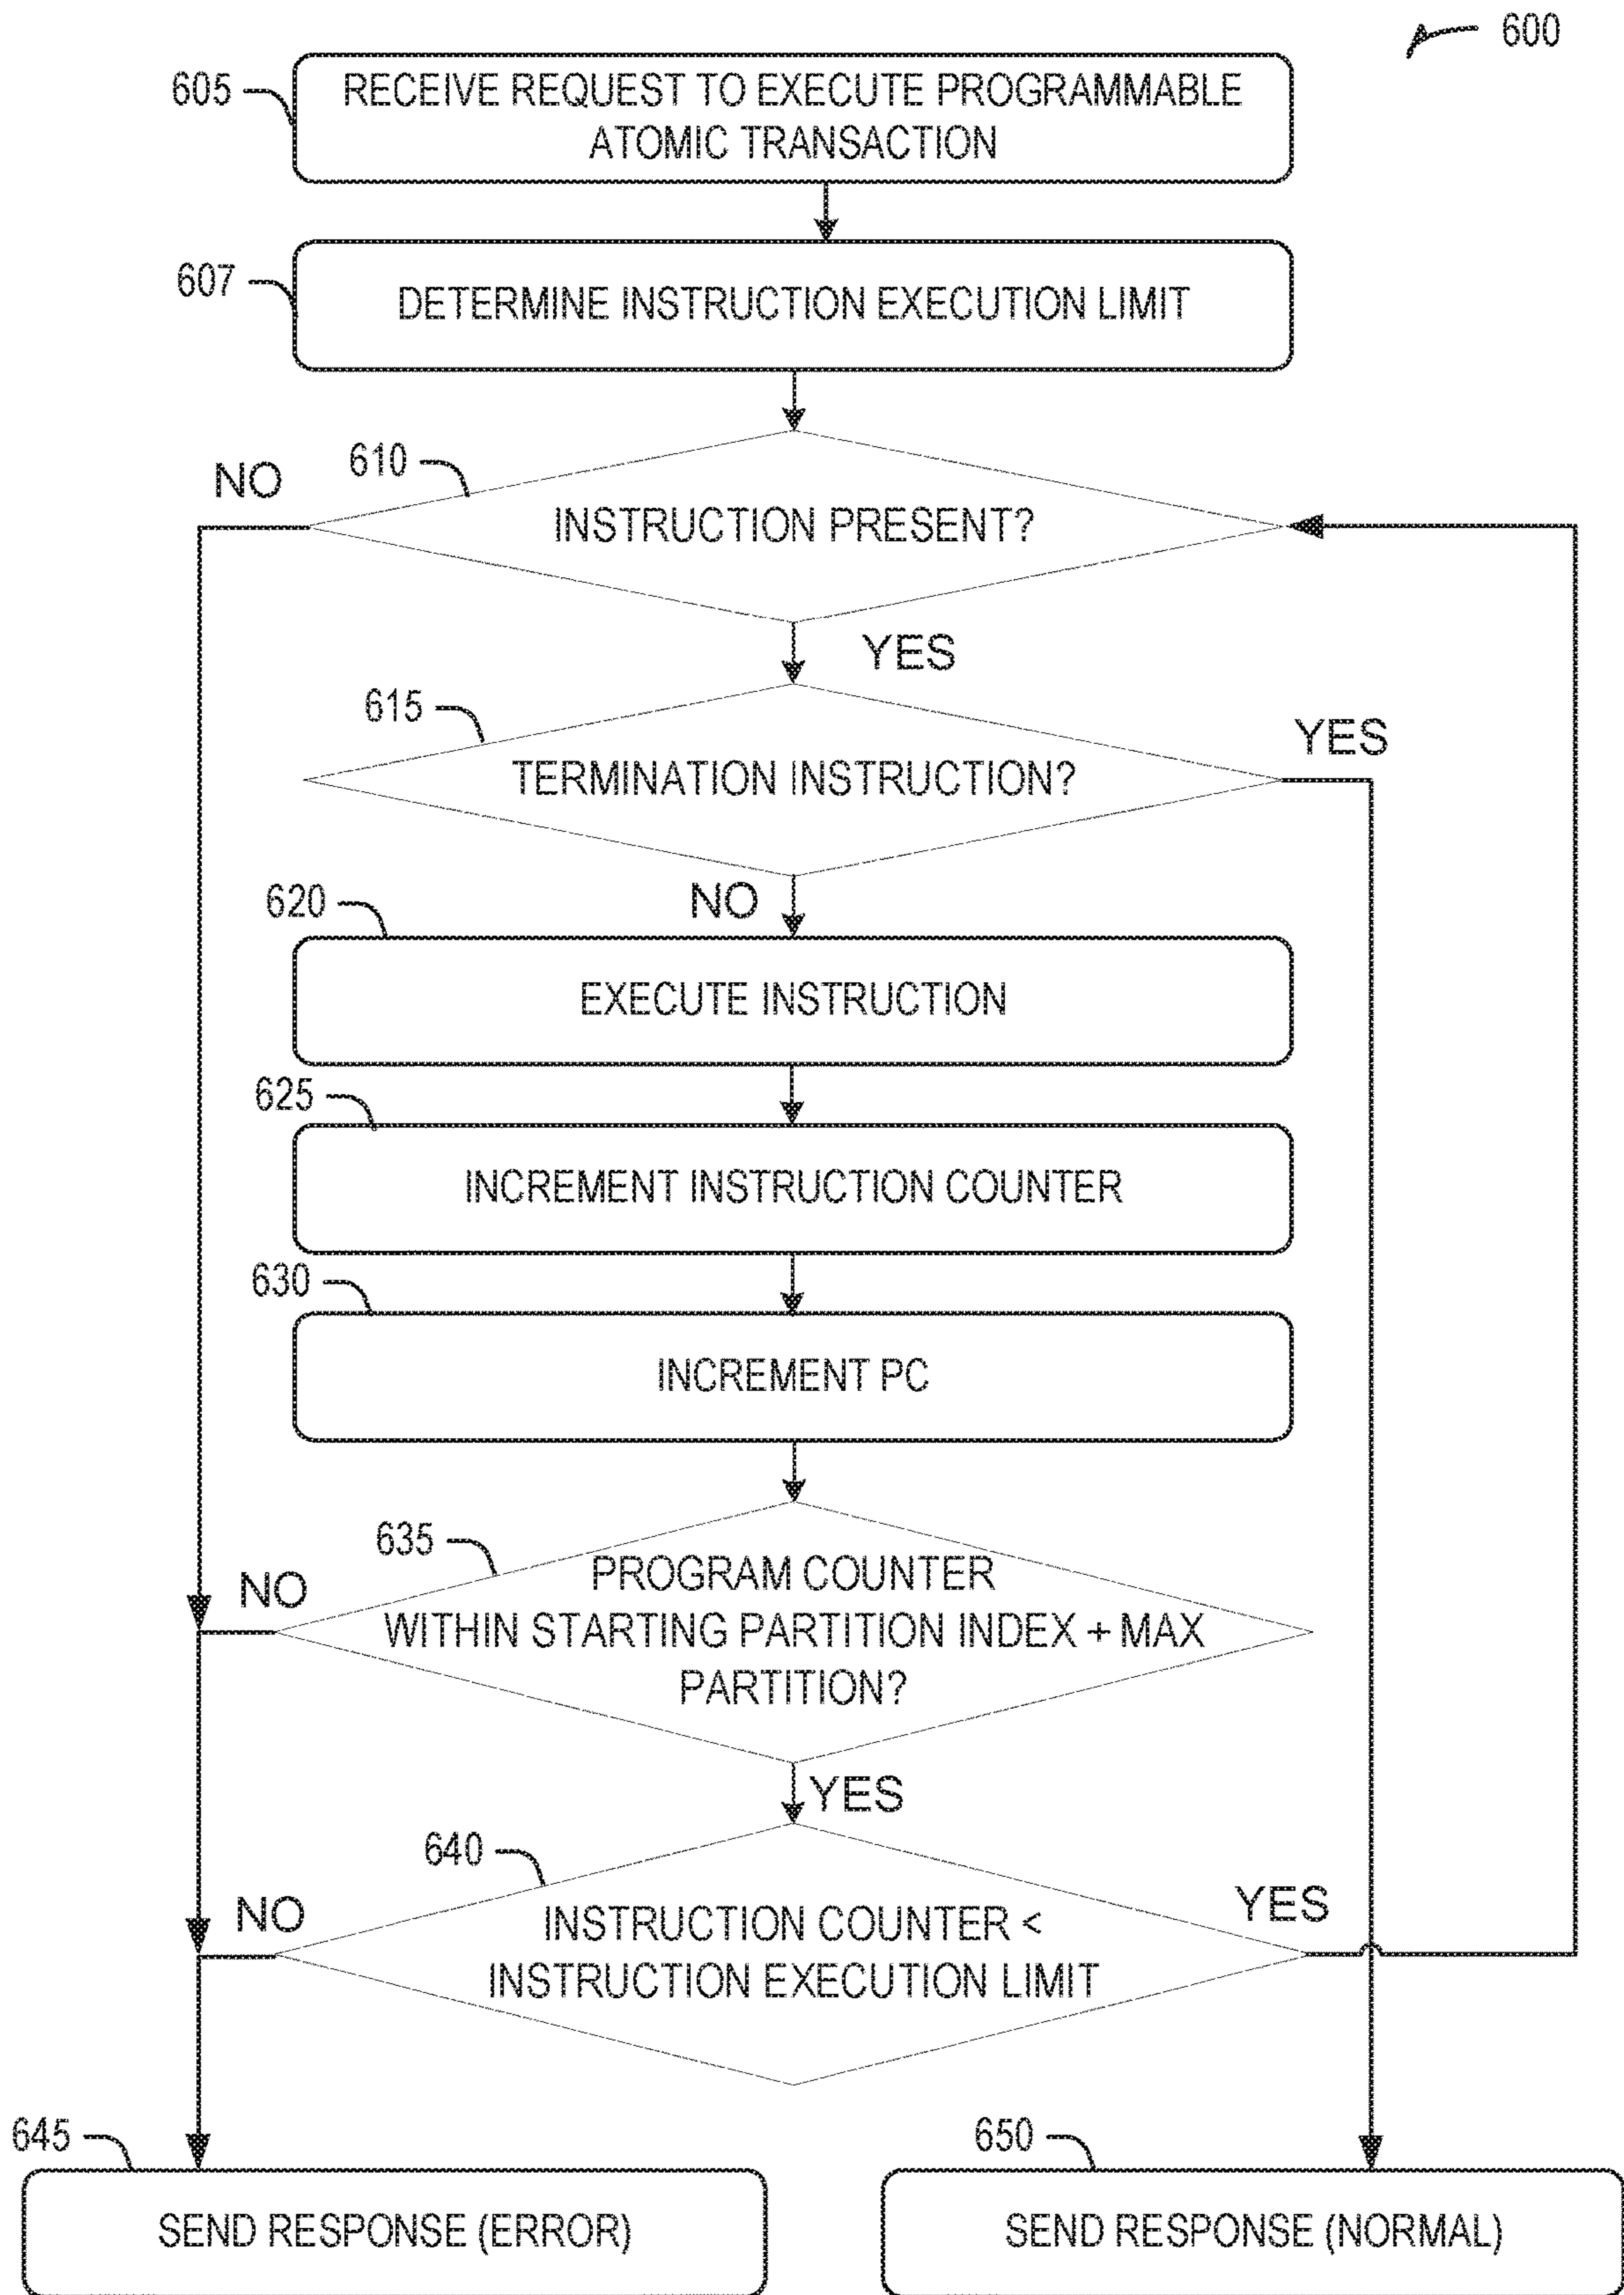 600
605
RECEIVE REQUEST TO EXECUTE PROGRAMMABLE
ATOMIC TRANSACTION
607
DETERMINE INSTRUCTION EXECUTION LIMIT
610
NO
INSTRUCTION PRESENT?
YES
615
YES
TERMINATION INSTRUCTION?
NO
620
EXECUTE INSTRUCTION
625
INCREMENT INSTRUCTION COUNTER
630
INCREMENT PC
635
NO
PROGRAM COUNTER
WITHIN STARTING PARTITION INDEX + MAX
PARTITION?
YES
640
NO
YES
INSTRUCTION COUNTER <
INSTRUCTION EXECUTION LIMIT
645
SEND RESPONSE (ERROR)
650
SEND RESPONSE (NORMAL)